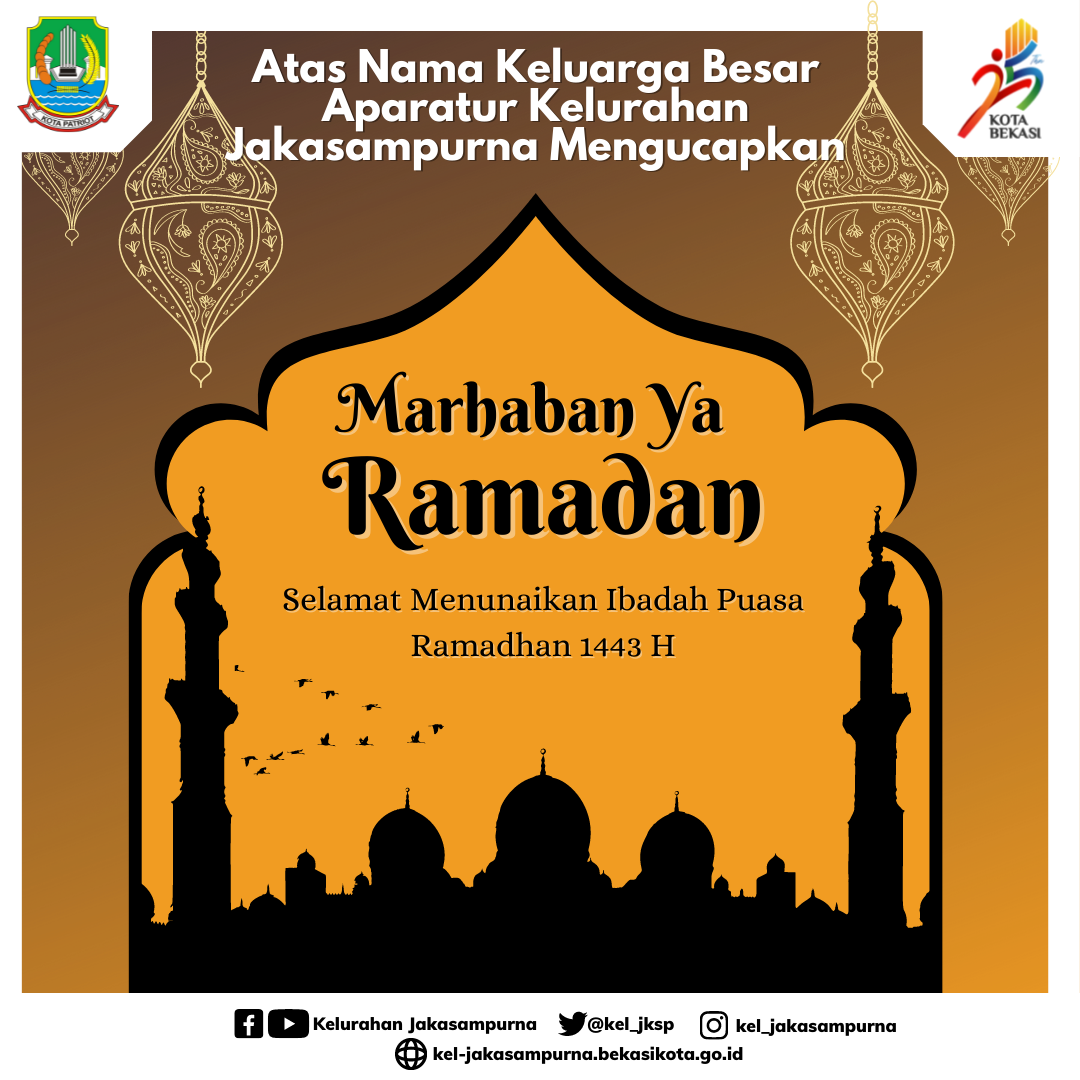 KOTA PATRIOT
25
KOTA
BEKASI
Atas Nama Keluarga Besar
Aparatur Kelurahan
Jakasampurna Mengucapkan
Marhaban Ya
Ramadan
Selamat Menunaikan Ibadah Puasa
Ramadhan 1443 H
Kelurahan Jakasampurna @kel_jksp kel_jakasampurna
kel-jakasampurna.bekasikota.go.id